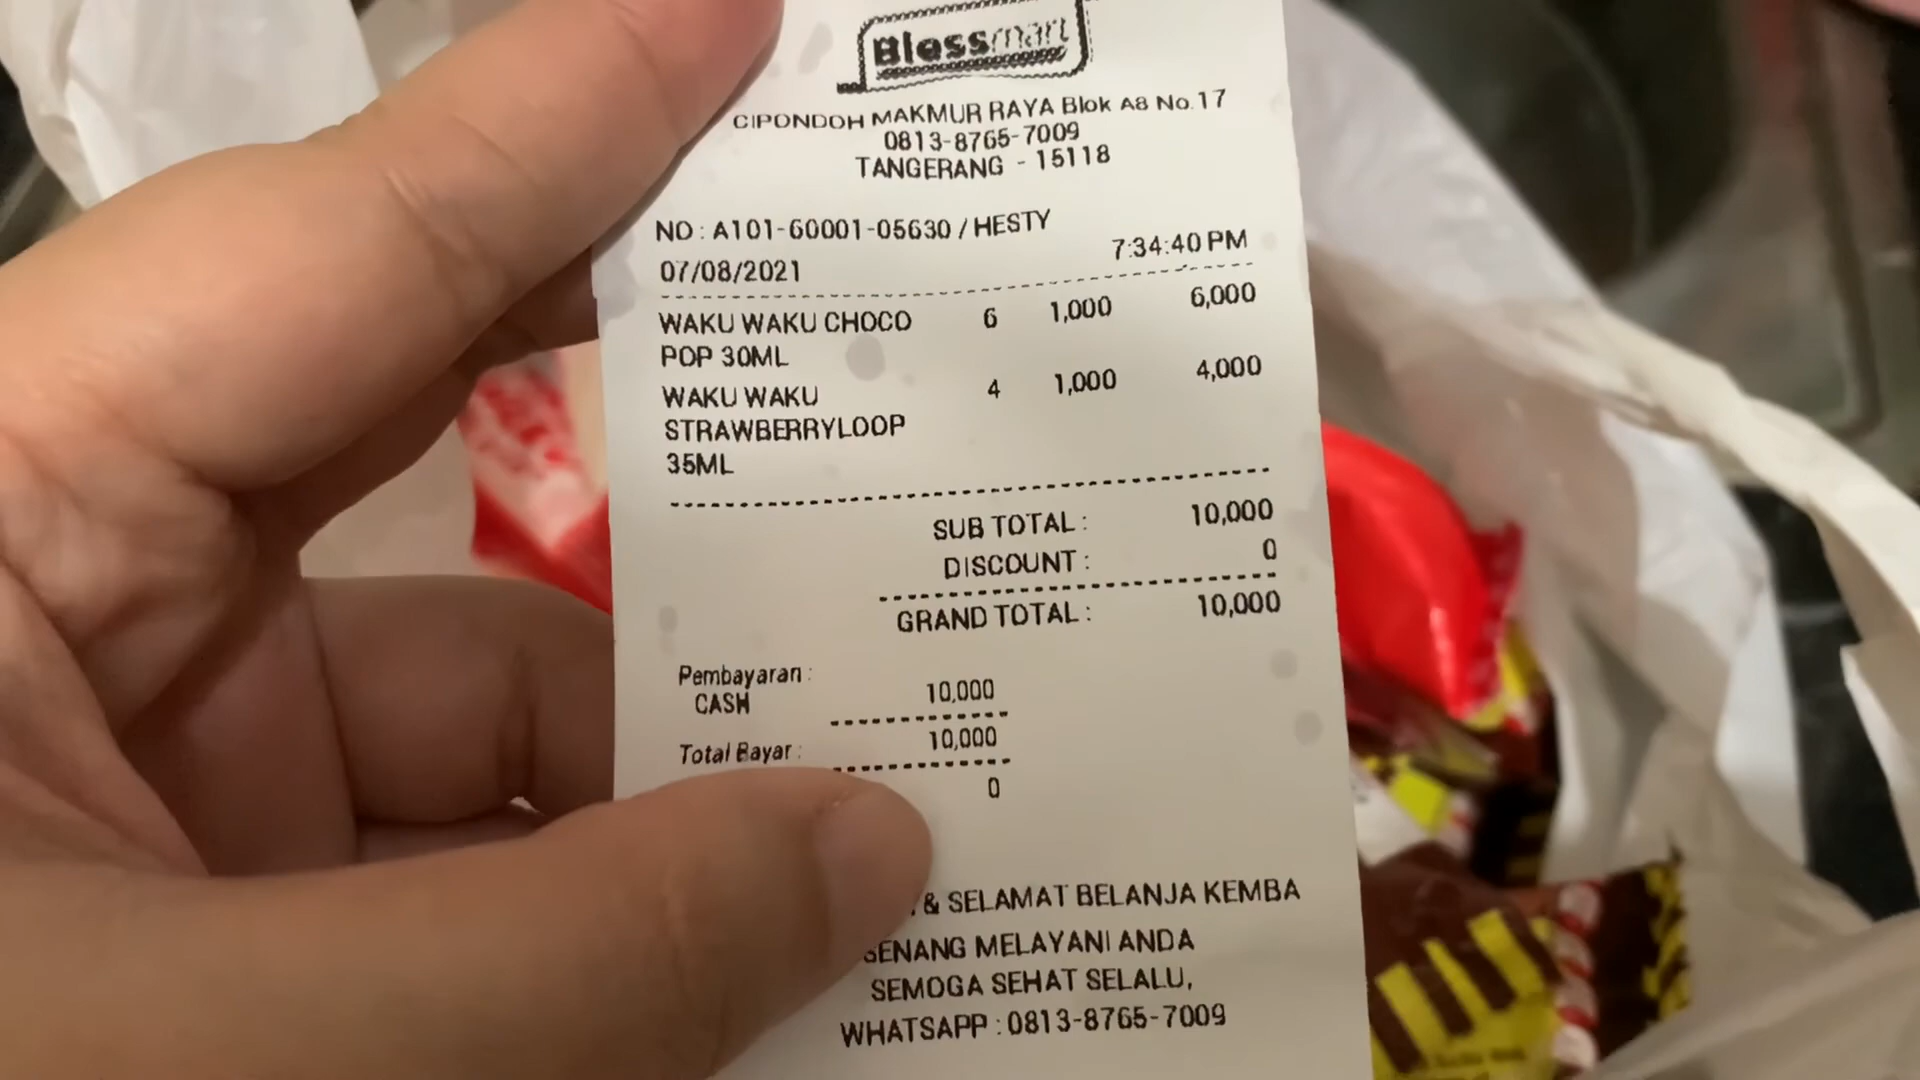 Blessmart
CIPONDOH MAKMUR RAYA Blok A8 No.17
0813-8765-7009
TANGERANG - 15118
NO : A101-60001-05630 / HESTY
07/08/2021 7:34:40 PM
WAKU WAKU CHOCO 6 1,000 6,000
POP 30ML
WAKU WAKU 4 1,000 4,000
STRAWBERRYLOOP
35ML
SUB TOTAL : 10,000
DISCOUNT : 0
GRAND TOTAL : 10,000
Pembayaran :
CASH 10,000
Total Bayar : 10,000
0
& SELAMAT BELANJA KEMBA
SENANG MELAYANI ANDA
SEMOGA SEHAT SELALU,
WHATSAPP : 0813-8765-7009